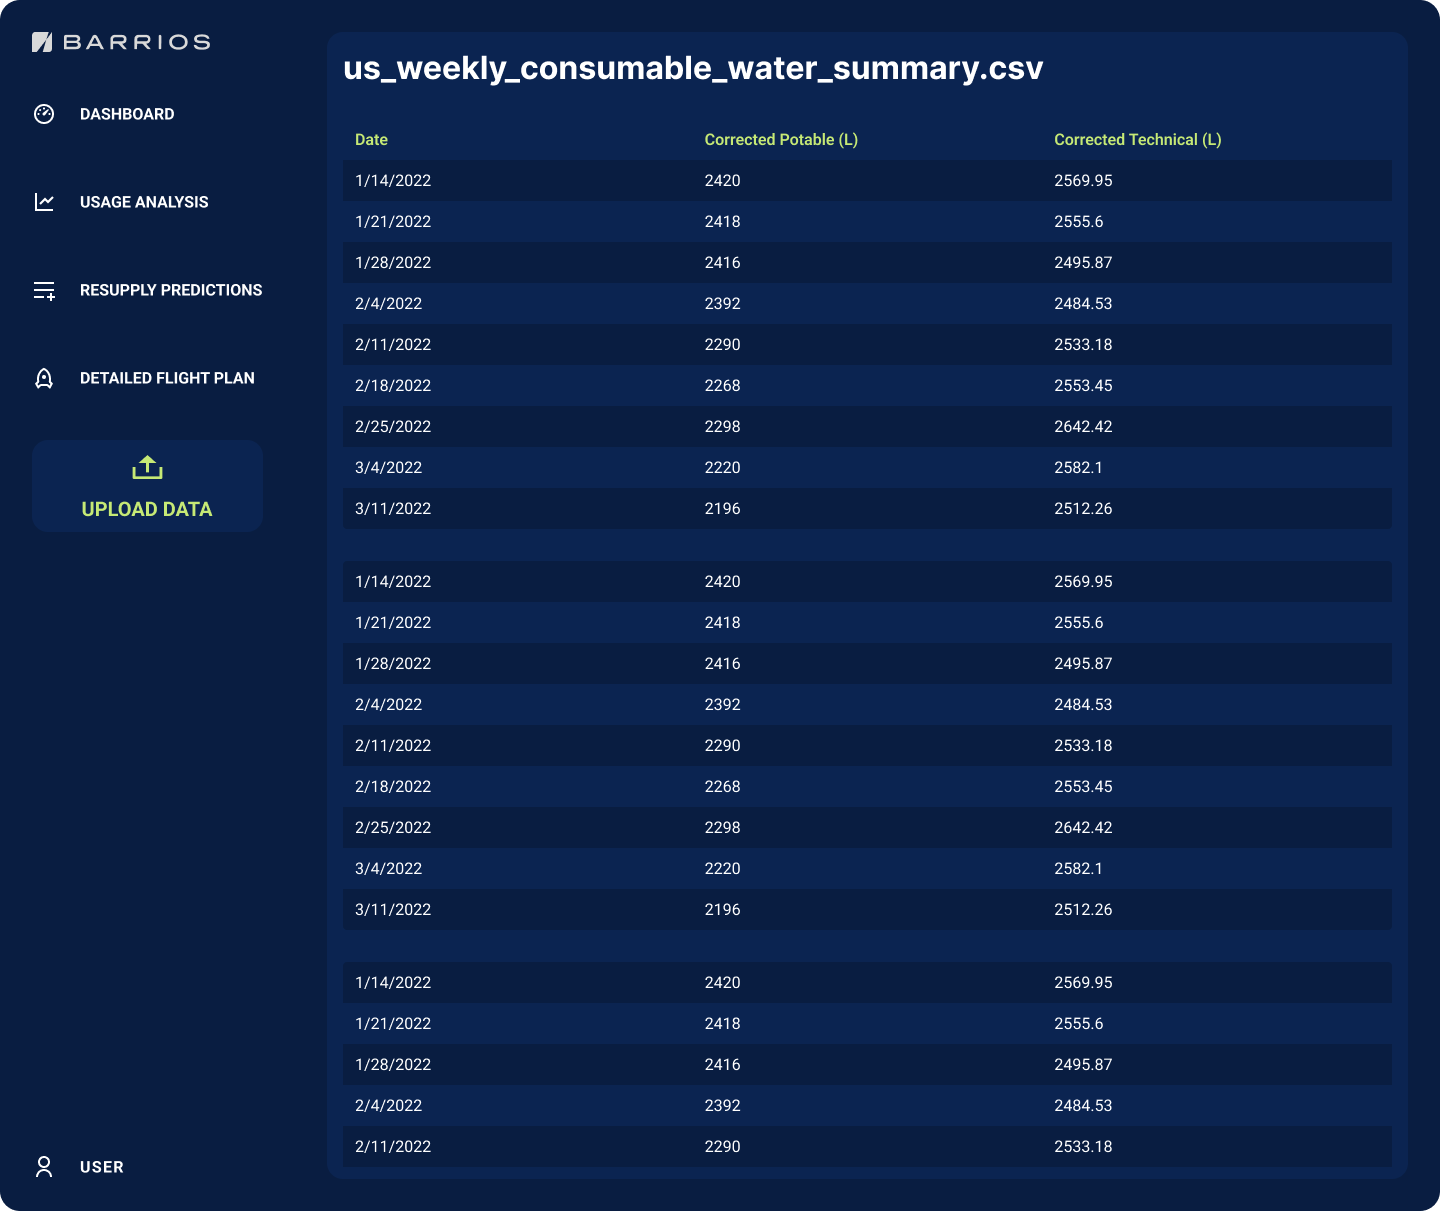 BARRIOS
DASHBOARD
USAGE ANALYSIS
RESUPPLY PREDICTIONS
DETAILED FLIGHT PLAN
UPLOAD DATA
USER
us_weekly_consumable_water_summary.csv
Date Corrected Potable (L) Corrected Technical (L)
1/14/2022 2420 2569.95
1/21/2022 2418 2555.6
1/28/2022 2416 2495.87
2/4/2022 2392 2484.53
2/11/2022 2290 2533.18
2/18/2022 2268 2553.45
2/25/2022 2298 2642.42
3/4/2022 2220 2582.1
3/11/2022 2196 2512.26
1/14/2022 2420 2569.95
1/21/2022 2418 2555.6
1/28/2022 2416 2495.87
2/4/2022 2392 2484.53
2/11/2022 2290 2533.18
2/18/2022 2268 2553.45
2/25/2022 2298 2642.42
3/4/2022 2220 2582.1
3/11/2022 2196 2512.26
1/14/2022 2420 2569.95
1/21/2022 2418 2555.6
1/28/2022 2416 2495.87
2/4/2022 2392 2484.53
2/11/2022 2290 2533.18